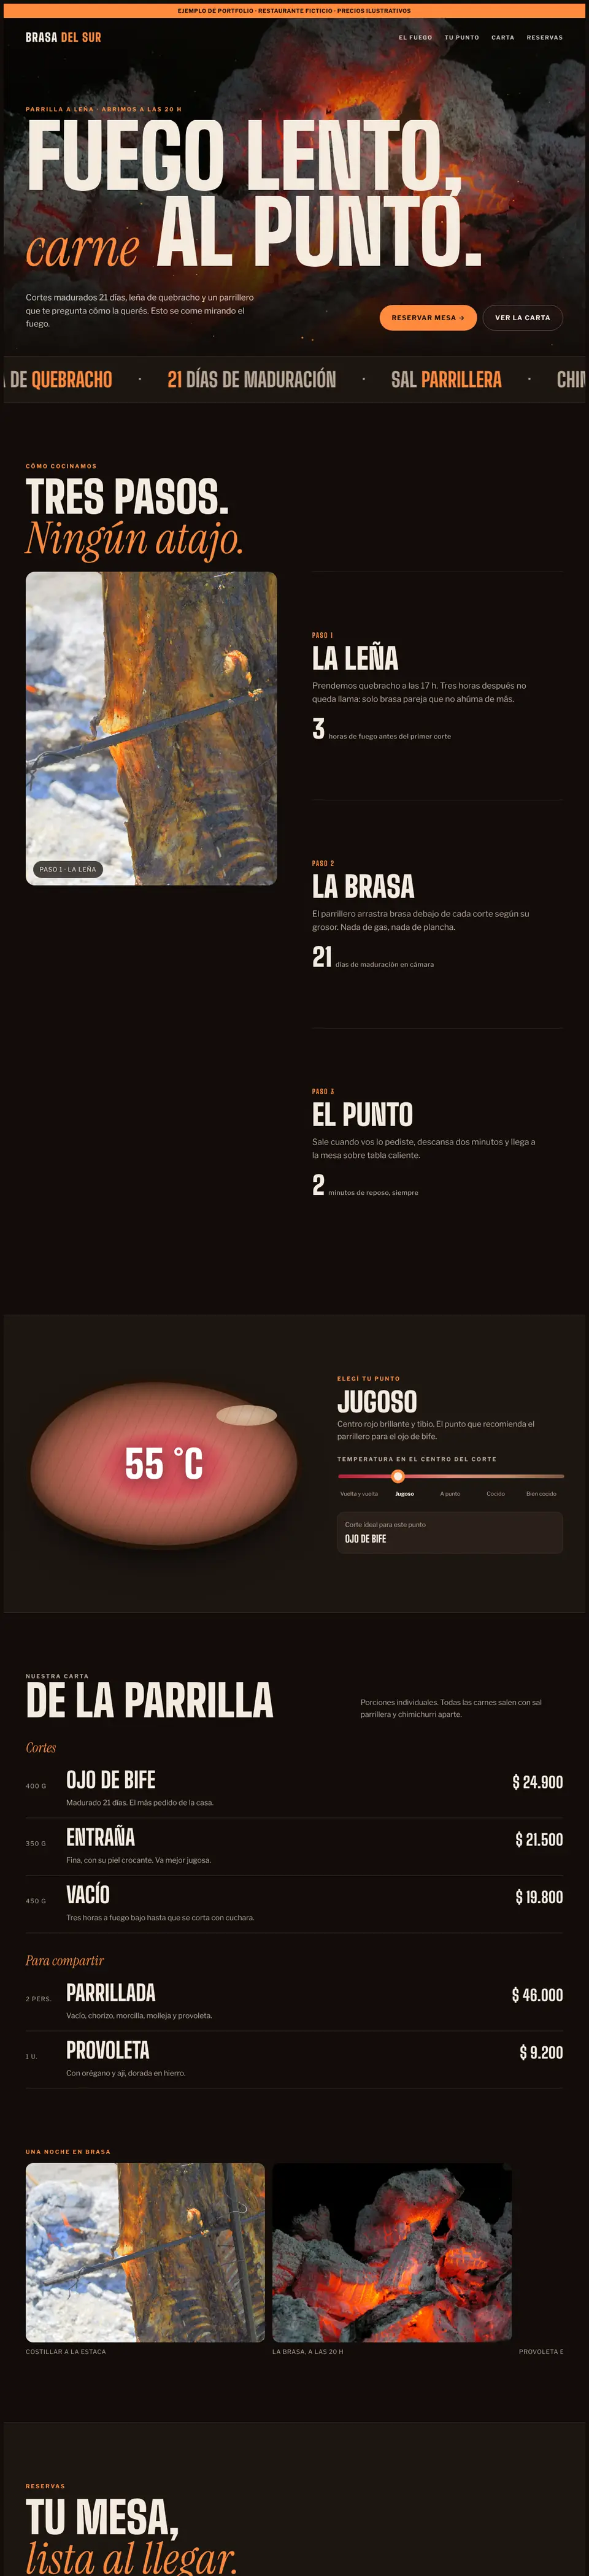 EJEMPLO DE PORTFOLIO · RESTAURANTE FICTICIO · PRECIOS ILUSTRATIVOS
BRASA DEL SUR
EL FUEGO TU PUNTO CARTA RESERVAS
PARRILLA A LEÑA · ABRIMOS A LAS 20 H
FUEGO LENTO,
carne AL PUNTO.
Cortes madurados 21 días, leña de quebracho y un parrillero
que te pregunta cómo la querés. Esto se come mirando el
fuego.
RESERVAR MESA →
VER LA CARTA
DE QUEBRACHO · 21 DÍAS DE MADURACIÓN · SAL PARRILLERA · CHIM
CÓMO COCINAMOS
TRES PASOS.
Ningún atajo.
PASO 1 · LA LEÑA
PASO 1
LA LEÑA
Prendemos quebracho a las 17 h. Tres horas después no
queda llama: solo brasa pareja que no ahúma de más.
3 horas de fuego antes del primer corte
PASO 2
LA BRASA
El parrillero arrastra brasa debajo de cada corte según su
grosor. Nada de gas, nada de plancha.
21 días de maduración en cámara
PASO 3
EL PUNTO
Sale cuando vos lo pediste, descansa dos minutos y llega a
la mesa sobre tabla caliente.
2 minutos de reposo, siempre
55 °C
ELEGÍ TU PUNTO
JUGOSO
Centro rojo brillante y tibio. El punto que recomienda el
parrillero para el ojo de bife.
TEMPERATURA EN EL CENTRO DEL CORTE
Vuelta y vuelta Jugoso A punto Cocido Bien cocido
Corte ideal para este punto
OJO DE BIFE
NUESTRA CARTA
DE LA PARRILLA
Porciones individuales. Todas las carnes salen con sal
parrillera y chimichurri aparte.
Cortes
400 G OJO DE BIFE $ 24.900
Madurado 21 días. El más pedido de la casa.
350 G ENTRAÑA $ 21.500
Fina, con su piel crocante. Va mejor jugosa.
450 G VACÍO $ 19.800
Tres horas a fuego bajo hasta que se corta con cuchara.
Para compartir
2 PERS. PARRILLADA $ 46.000
Vacío, chorizo, morcilla, molleja y provoleta.
1 U. PROVOLETA $ 9.200
Con orégano y ají, dorada en hierro.
UNA NOCHE EN BRASA
COSTILLAR A LA ESTACA
LA BRASA, A LAS 20 H
PROVOLETA E
RESERVAS
TU MESA,
lista al llegar.